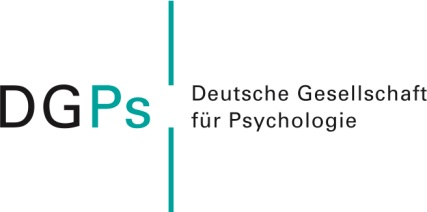 DGPs
Deutsche Gesellschaft
für Psychologie